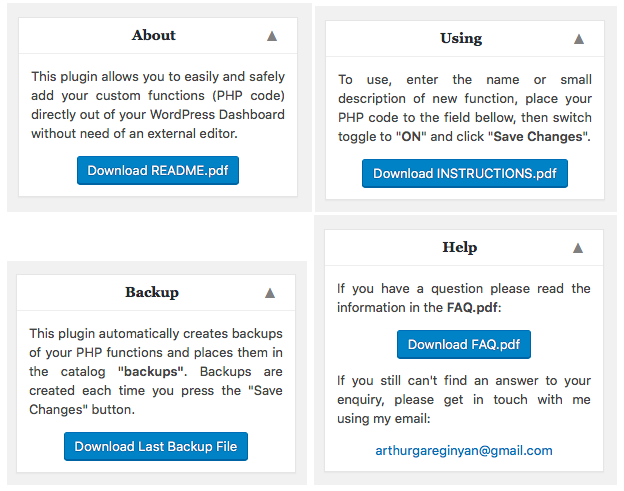 About ▲
This plugin allows you to easily and safely
add your custom functions (PHP code)
directly out of your WordPress Dashboard
without need of an external editor.
Download README.pdf
Using ▲
To use, enter the name or small
description of new function, place your
PHP code to the field bellow, then switch
toggle to "ON" and click "Save Changes".
Download INSTRUCTIONS.pdf
Backup ▲
This plugin automatically creates backups
of your PHP functions and places them in
the catalog "backups". Backups are
created each time you press the "Save
Changes" button.
Download Last Backup File
Help ▲
If you have a question please read the
information in the FAQ.pdf:
Download FAQ.pdf
If you still can't find an answer to your
enquiry, please get in touch with me
using my email:
arthurgareginyan@gmail.com